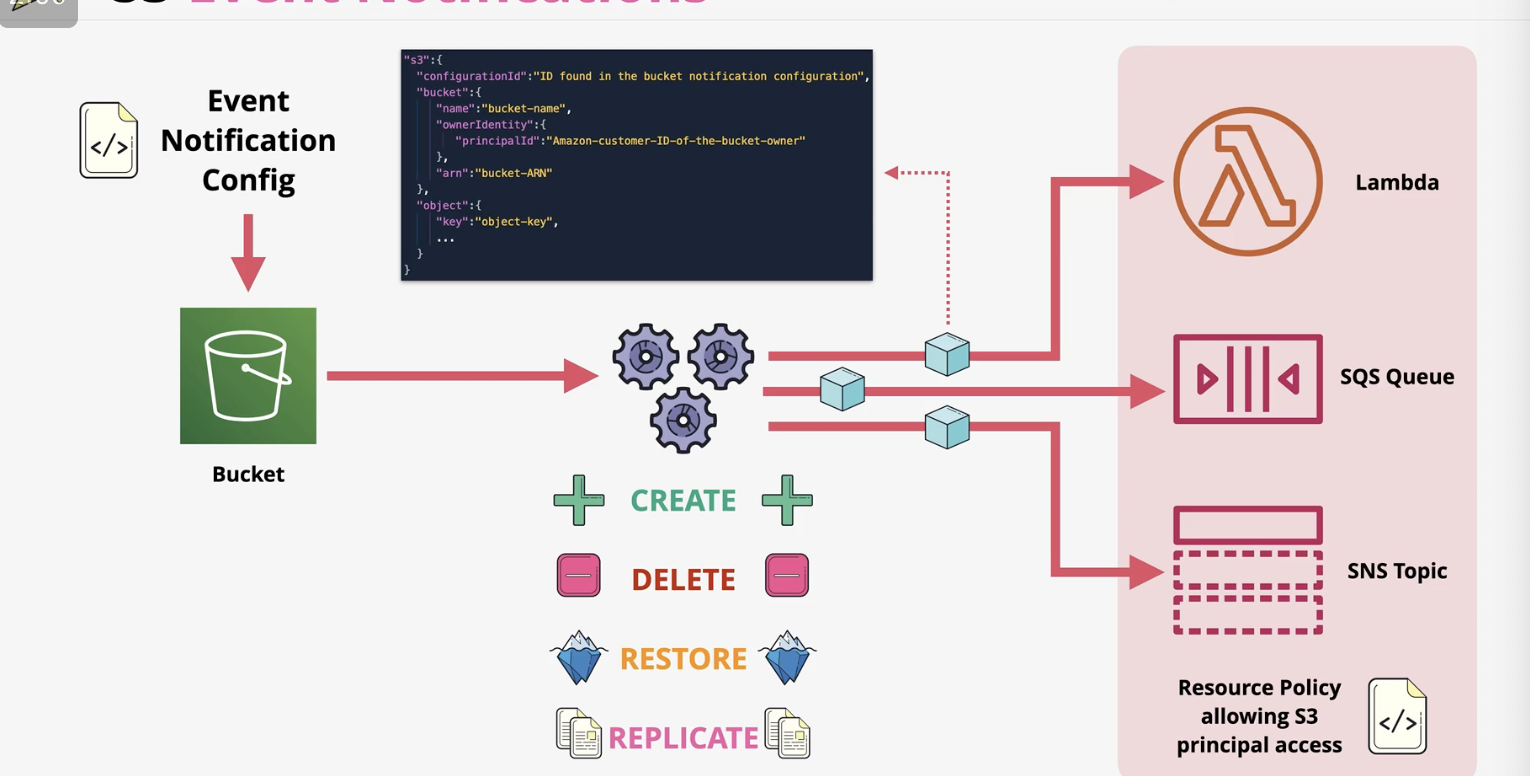 Event Notifications
Event
Notification
Config
"s3":{
"configurationId":"ID found in the bucket notification configuration",
"bucket":{
"name":"bucket-name",
"ownerIdentity":{
"principalId":"Amazon-customer-ID-of-the-bucket-owner"
},
"arn":"bucket-ARN"
},
"object":{
"key":"object-key",
...
}
}
Bucket
CREATE
DELETE
RESTORE
REPLICATE
Lambda
SQS Queue
SNS Topic
Resource Policy
allowing S3
principal access